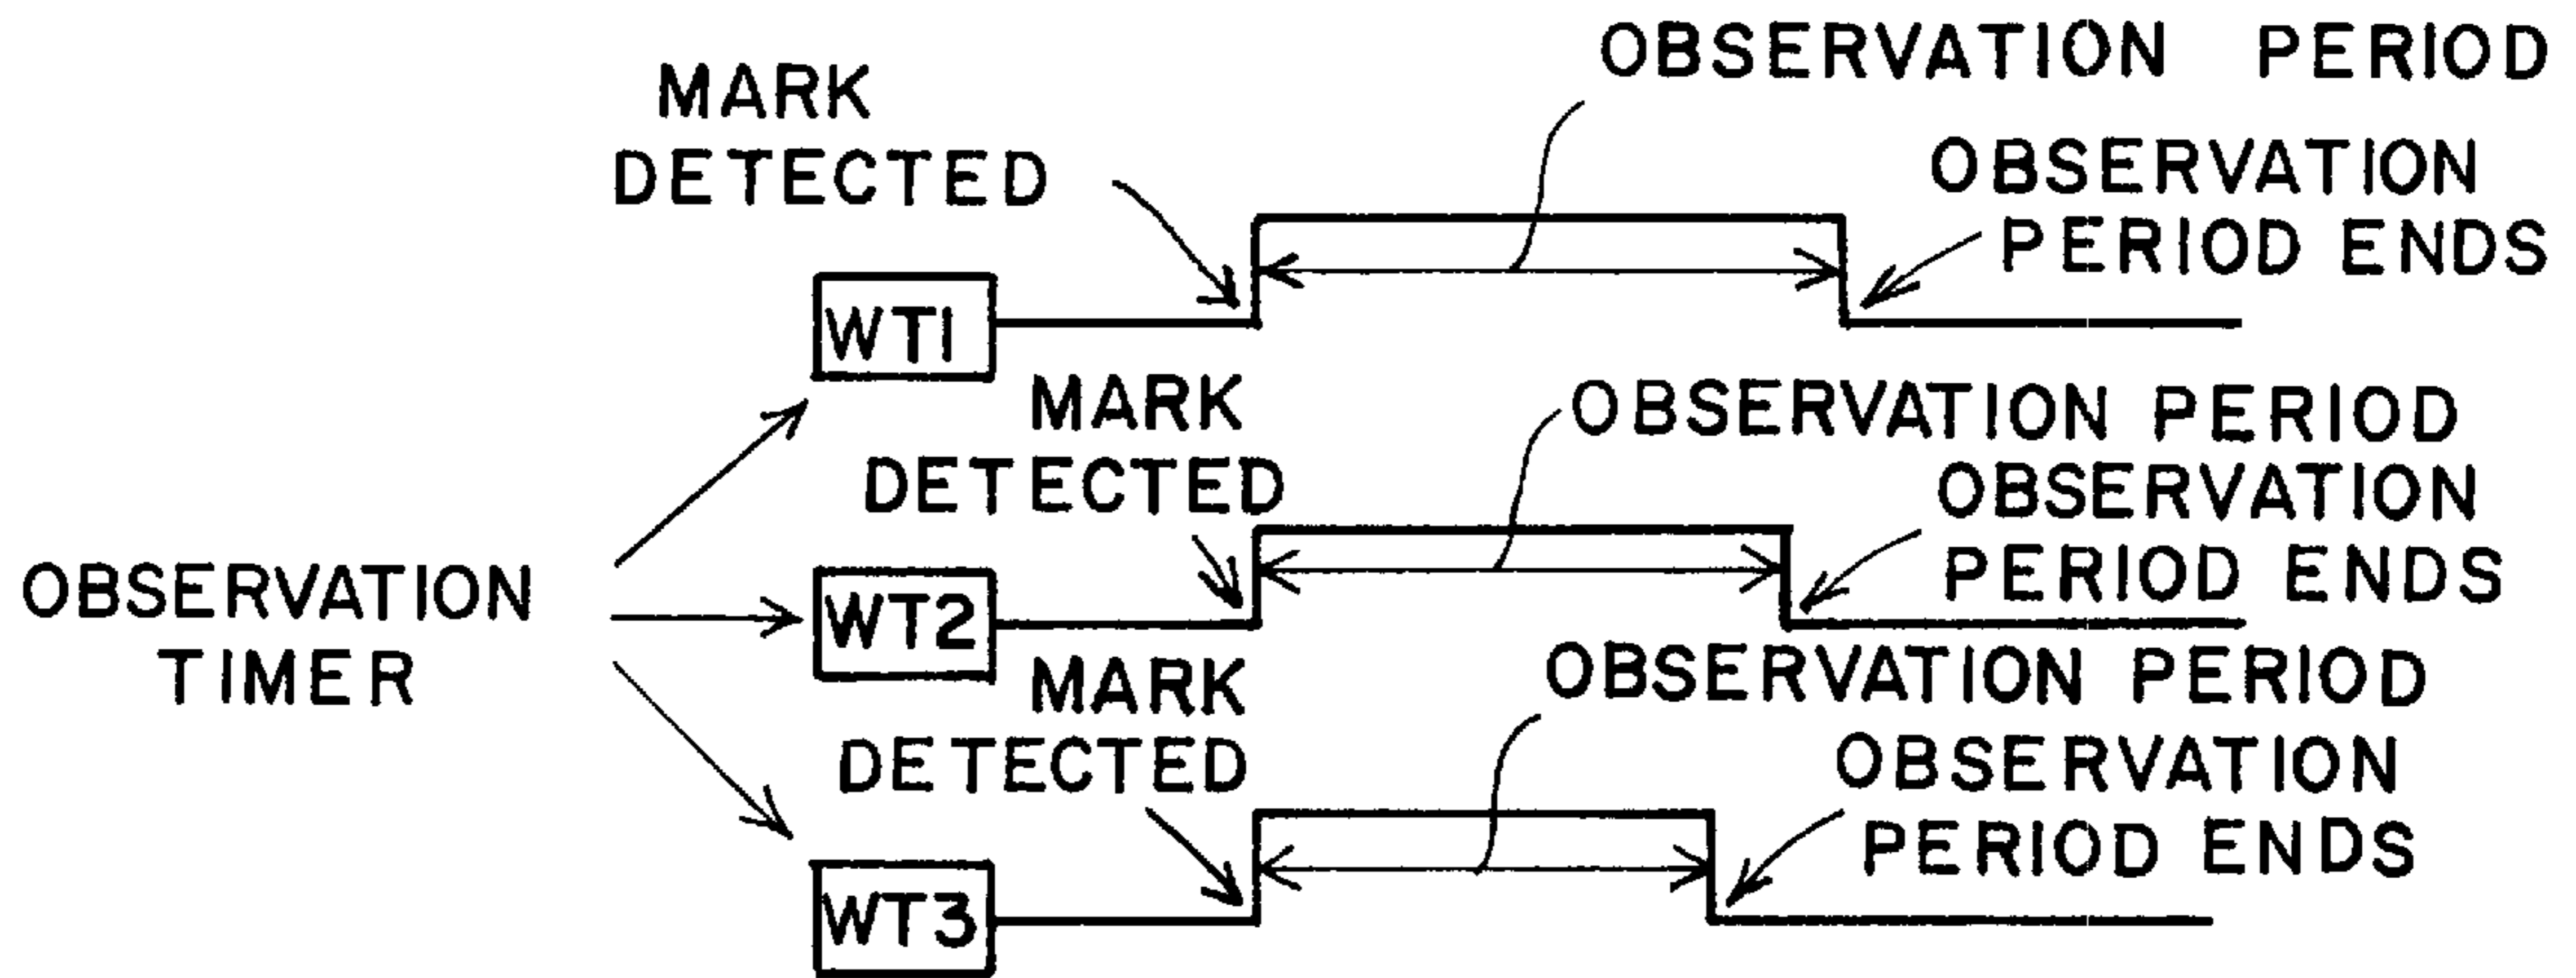 OBSERVATION PERIOD
MARK
DETECTED
OBSERVATION
PERIOD ENDS
WT1
MARK
DETECTED
OBSERVATION PERIOD
OBSERVATION
PERIOD ENDS
OBSERVATION
TIMER
WT2
MARK
DETECTED
OBSERVATION PERIOD
OBSERVATION
PERIOD ENDS
WT3